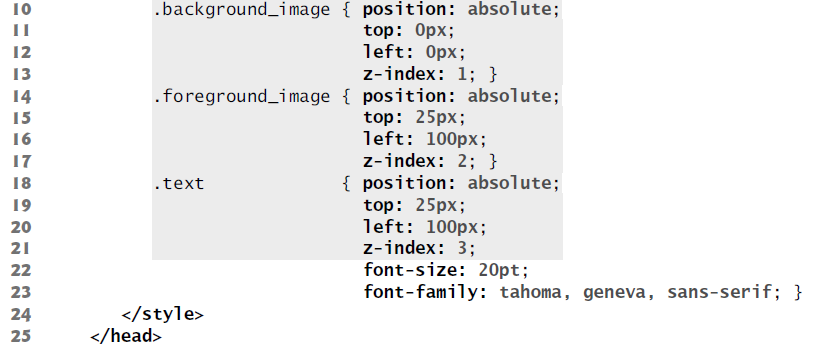 10 .background_image { position: absolute;
11 top: 0px;
12 left: 0px;
13 z-index: 1; }
14 .foreground_image { position: absolute;
15 top: 25px;
16 left: 100px;
17 z-index: 2; }
18 .text { position: absolute;
19 top: 25px;
20 left: 100px;
21 z-index: 3;
22 font-size: 20pt;
23 font-family: tahoma, geneva, sans-serif; }
24 </style>
25 </head>